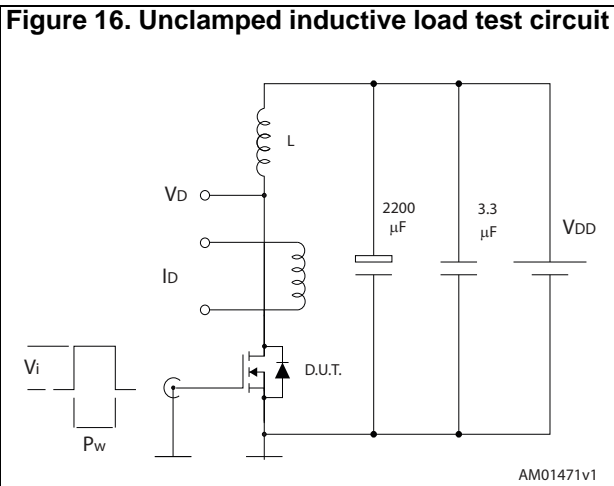 Figure 16. Unclamped inductive load test circuit
L
VD
2200
μF
3.3
μF
VDD
ID
Vi
D.U.T.
Pw
AM01471v1